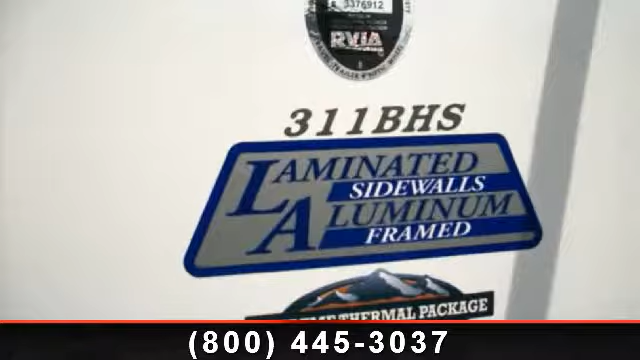 3376912
RVIA
311BHS
LAMINATED
SIDEWALLS
ALUMINUM
FRAMED
THERMAL PACKAGE
(800) 445-3037